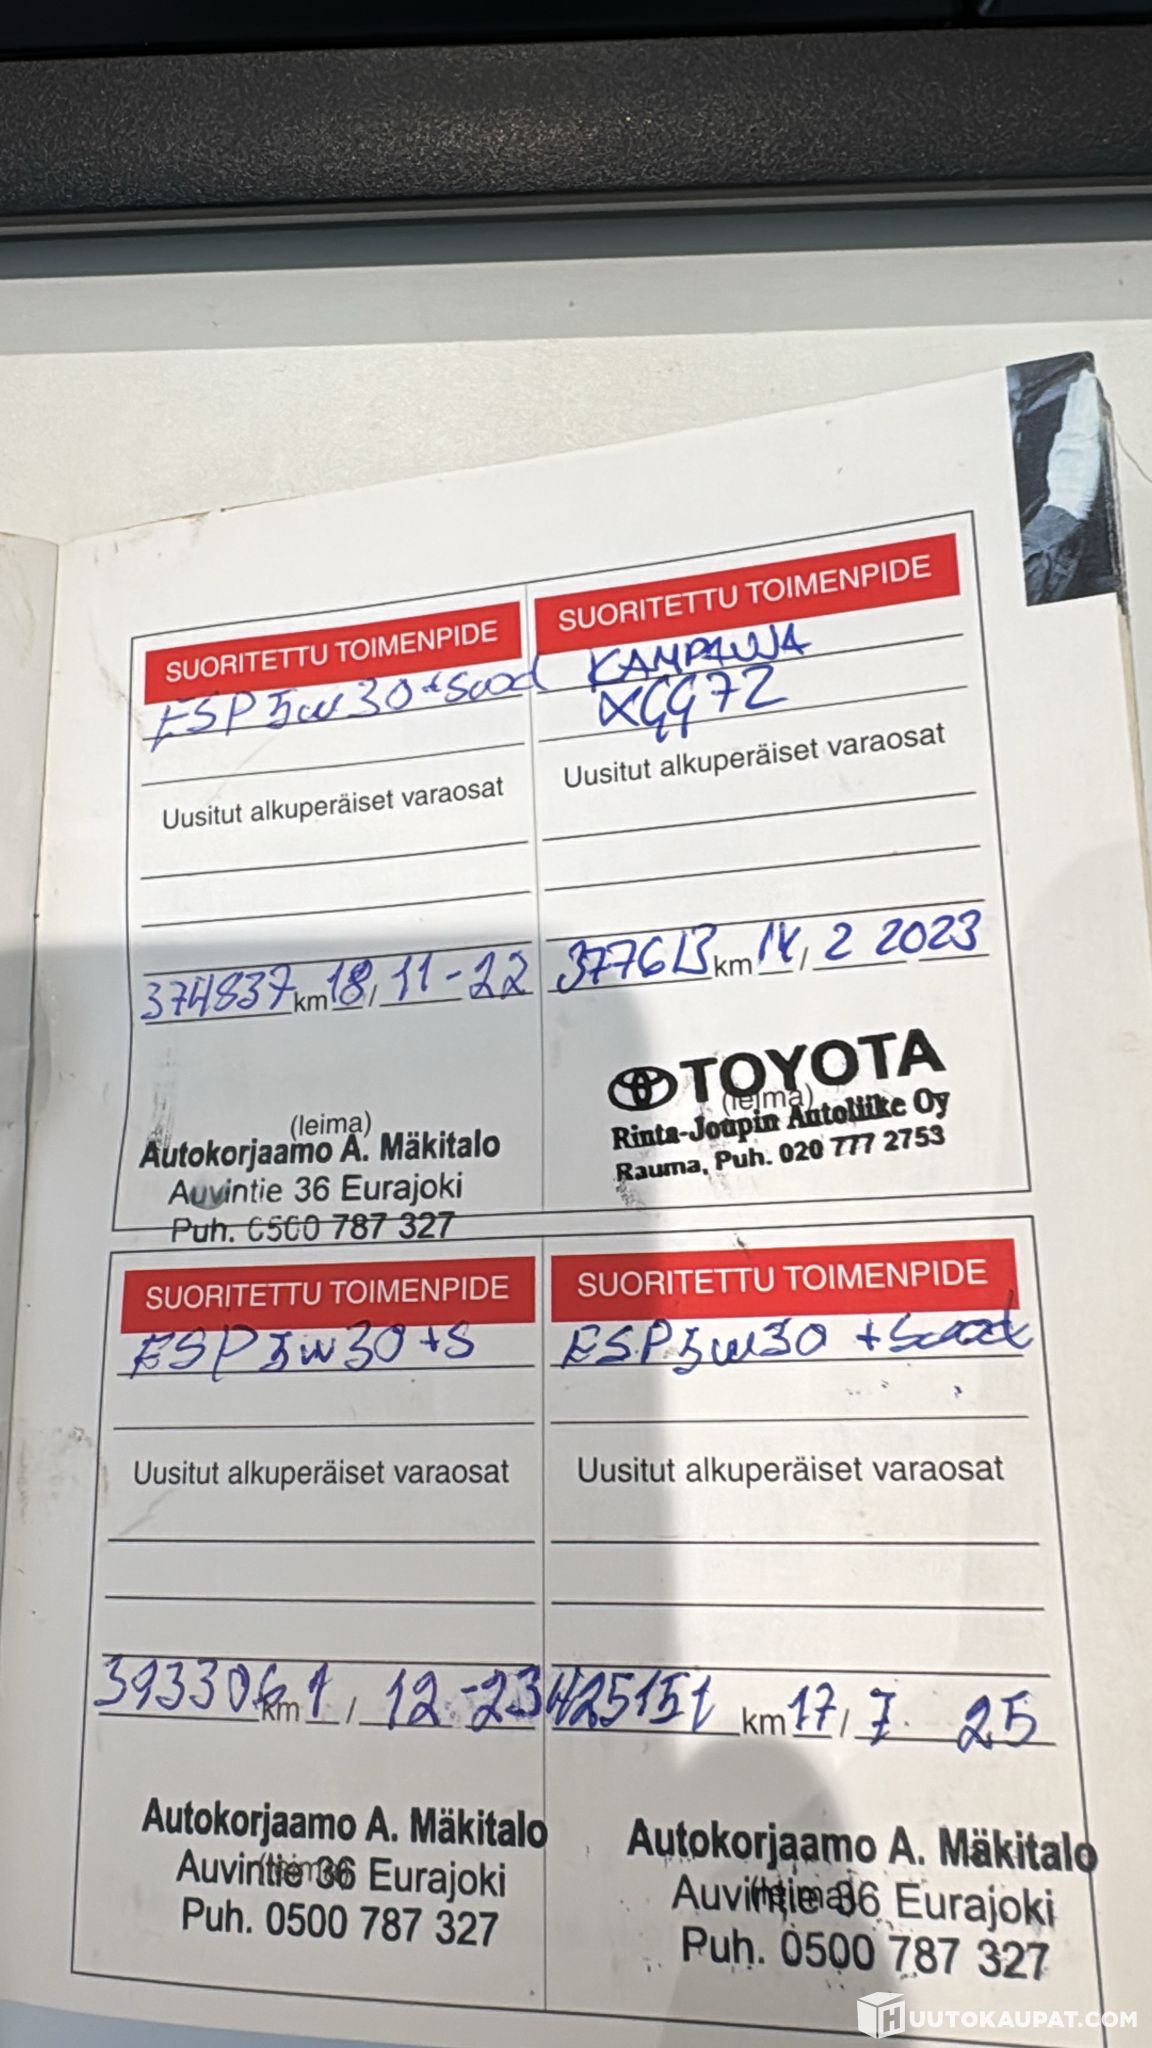 SUORITETTU TOIMENPIDE
ESP 5w30+Suod
Uusitut alkuperäiset varaosat
374837 km 18/11-22
(leima)
Autokorjaamo A. Mäkitalo
Auvintie 36 Eurajoki
Puh. 0500 787 327
SUORITETTU TOIMENPIDE
KAMPANJA
Uusitut alkuperäiset varaosat
377613 km 14/2 2023
TOYOTA
(leima)
Rinta-Joupin Autoliike Oy
Rauma, Puh. 020 777 2753
SUORITETTU TOIMENPIDE
ESP 5w30+S
Uusitut alkuperäiset varaosat
393306 km 1/12-23
Autokorjaamo A. Mäkitalo
(leima)
Auvintie 36 Eurajoki
Puh. 0500 787 327
SUORITETTU TOIMENPIDE
ESP 5w30 +Suod
Uusitut alkuperäiset varaosat
425151 km 17/7. 25
Autokorjaamo A. Mäkitalo
(leima)
Auvintie 36 Eurajoki
Puh. 0500 787 327
HUUTOKAUPAT.COM